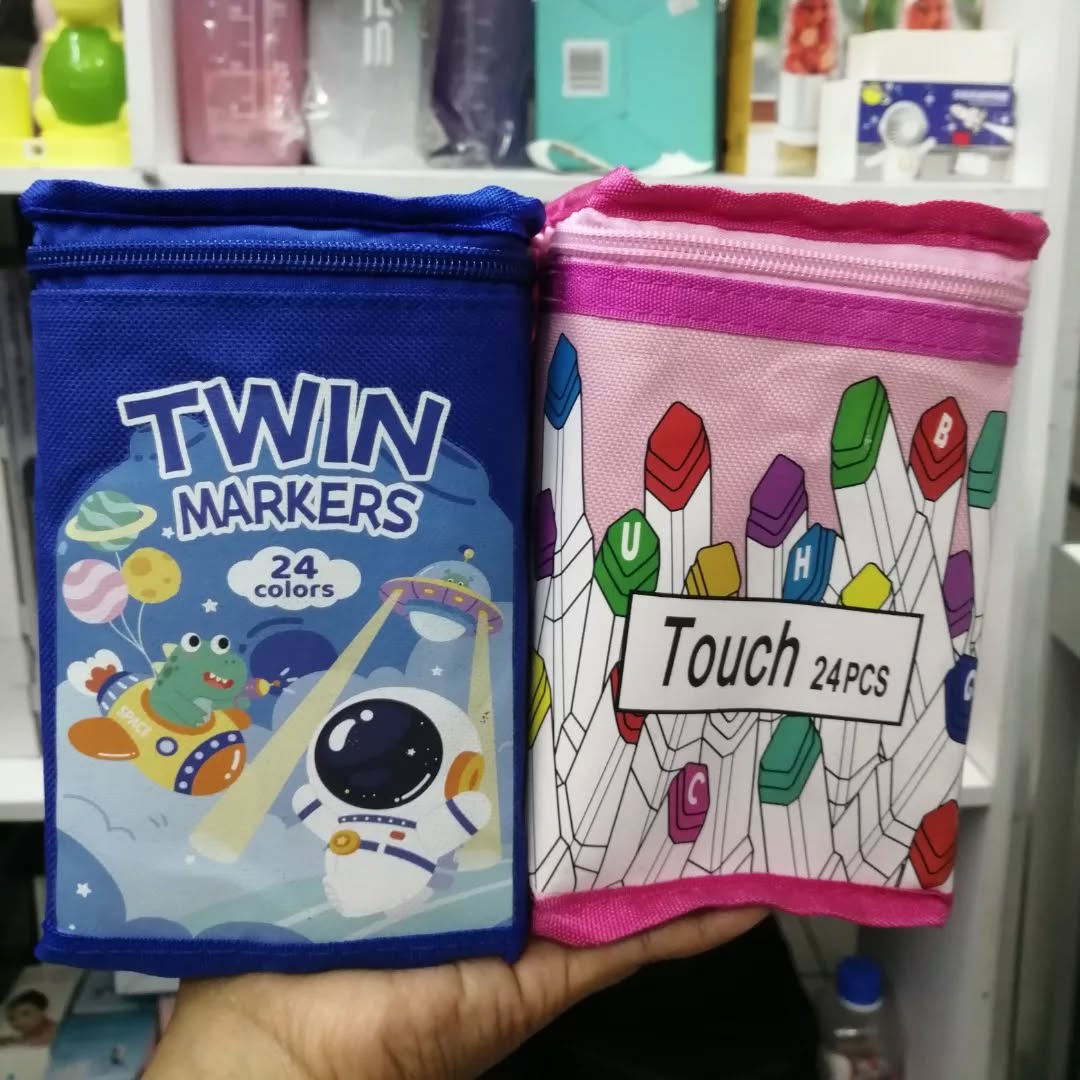 TWIN
MARKERS
24
colors
SPACE
B
U
H
Touch 24PCS
C